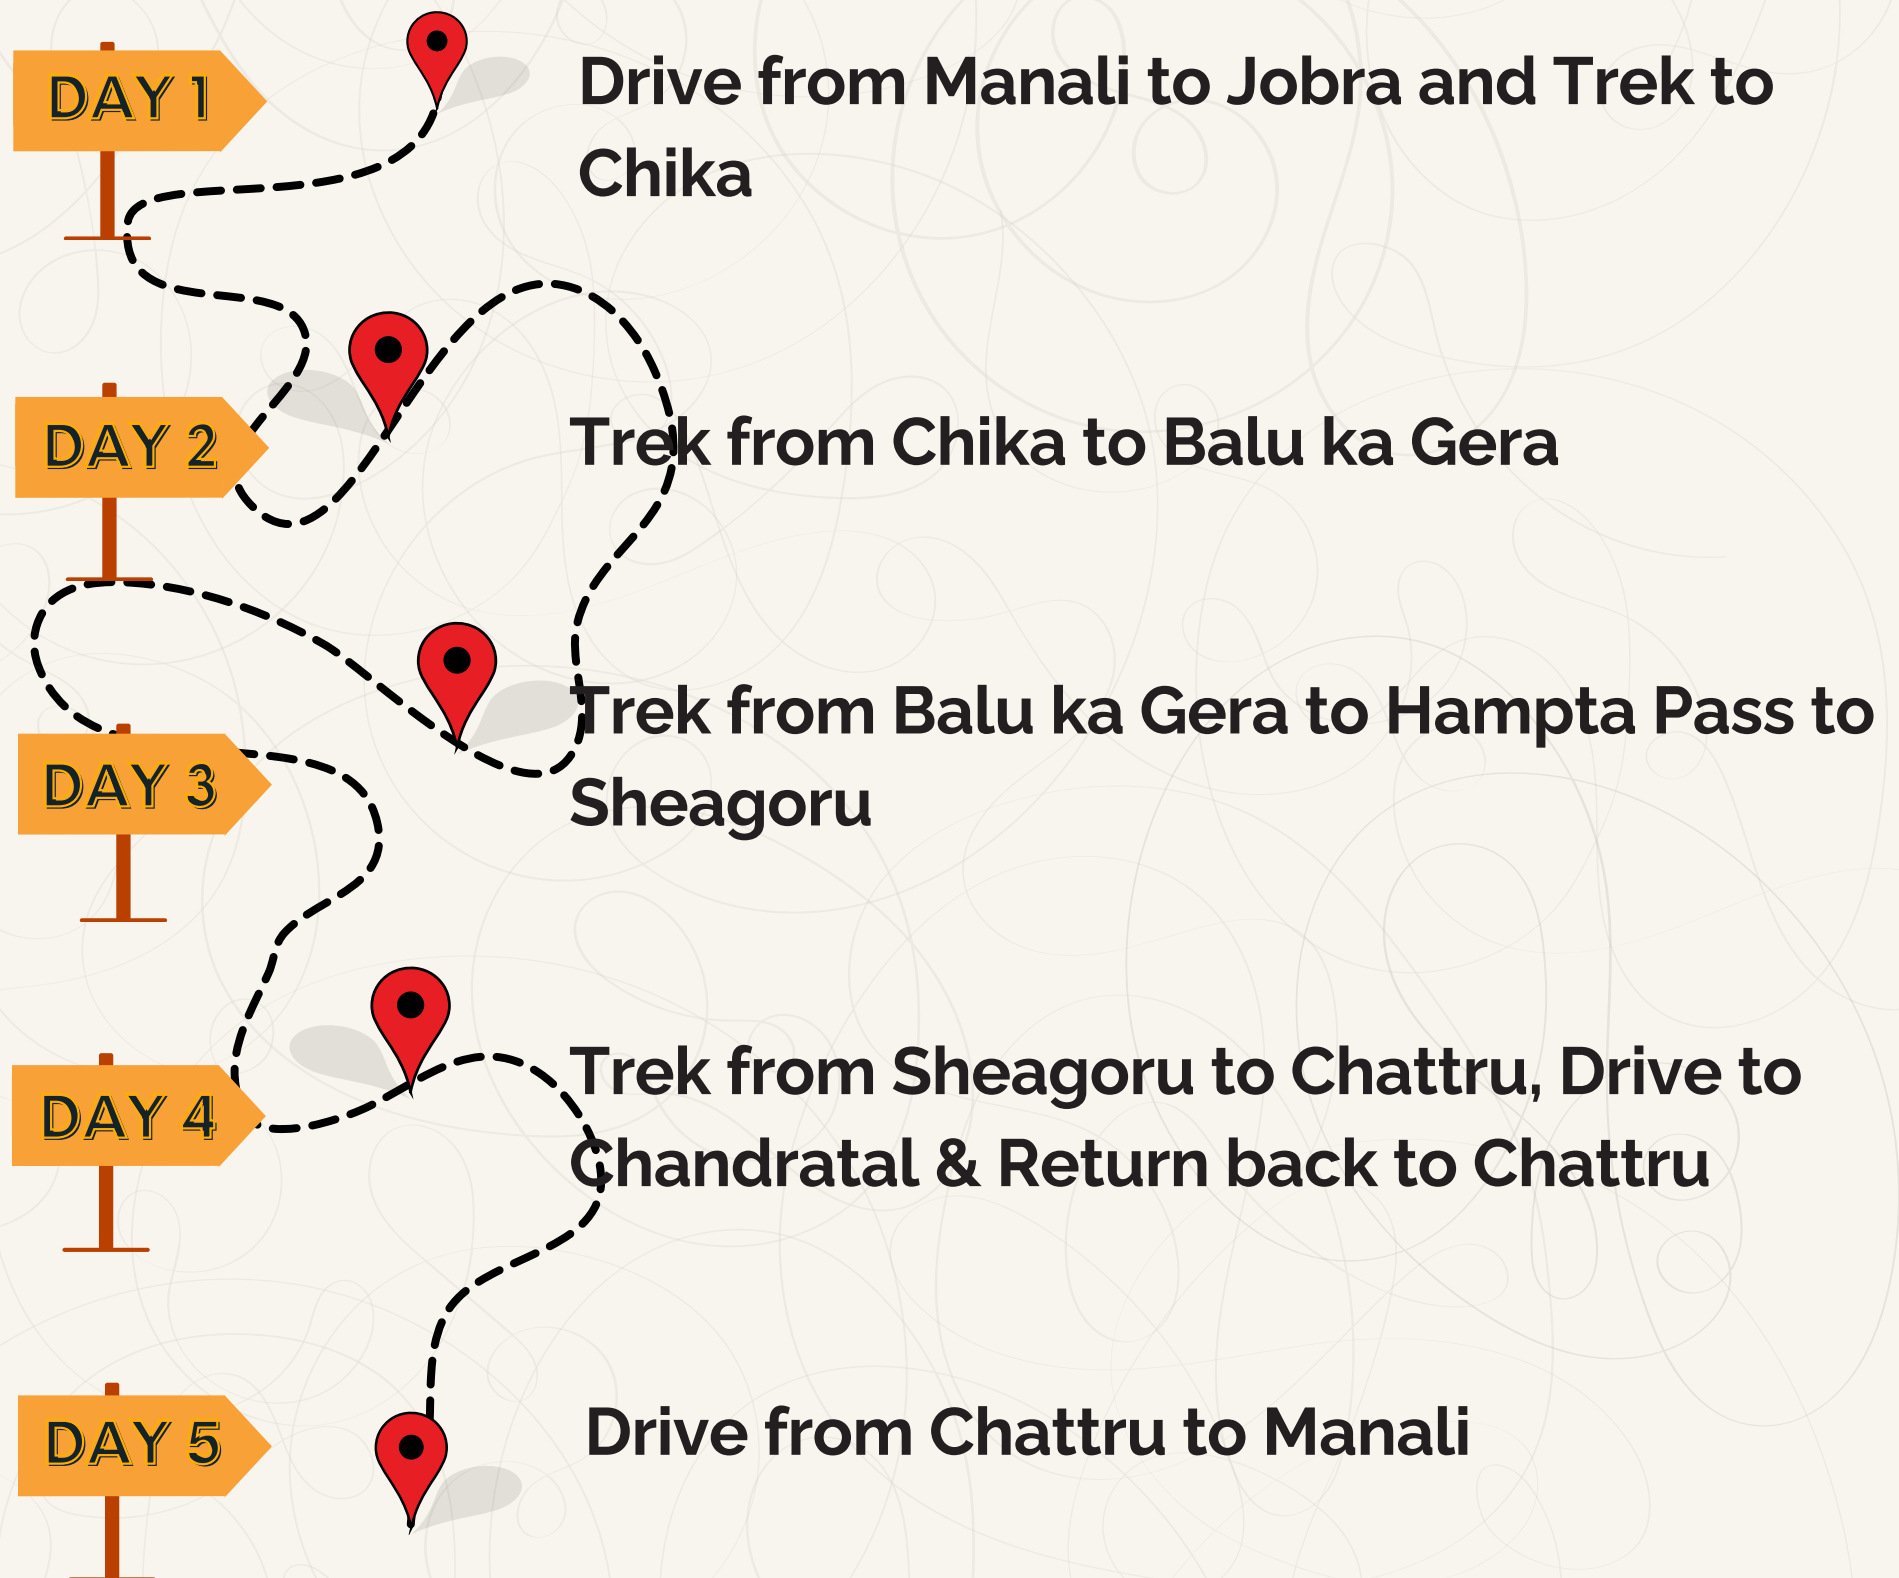 DAY 1
Drive from Manali to Jobra and Trek to
Chika
DAY 2
Trek from Chika to Balu ka Gera
DAY 3
Trek from Balu ka Gera to Hampta Pass to
Sheagoru
DAY 4
Trek from Sheagoru to Chattru, Drive to
Chandratal & Return back to Chattru
DAY 5
Drive from Chattru to Manali